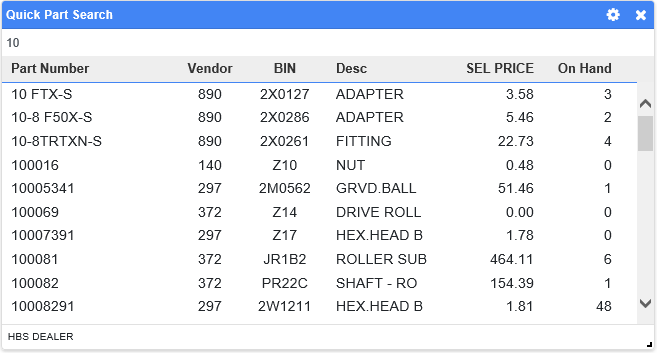 Quick Part Search
10
Part Number Vendor BIN Desc SEL PRICE On Hand
10 FTX-S 890 2X0127 ADAPTER 3.58 3
10-8 F50X-S 890 2X0286 ADAPTER 5.46 2
10-8TRTXN-S 890 2X0261 FITTING 22.73 4
100016 140 Z10 NUT 0.48 0
10005341 297 2M0562 GRVD.BALL 51.46 1
100069 372 Z14 DRIVE ROLL 0.00 0
10007391 297 Z17 HEX.HEAD B 1.78 0
100081 372 JR1B2 ROLLER SUB 464.11 6
100082 372 PR22C SHAFT - RO 154.39 1
10008291 297 2W1211 HEX.HEAD B 1.81 48
HBS DEALER